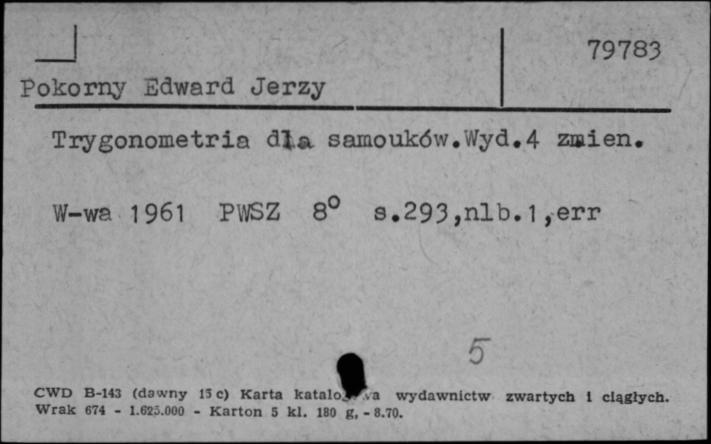 79783
Pokorny Edward Jerzy
Trygonometria dla samouków.Wyd.4 zmien.
W-wa 1961 PWSZ 8° s.293,nlb.1,err
5
CWD B-143 (dawny 15 c) Karta wydawnictw zwartych i ciągłych.
Wrak 674 - 1.625.000 - Karton 5 kl. 180 g, - 8.70.